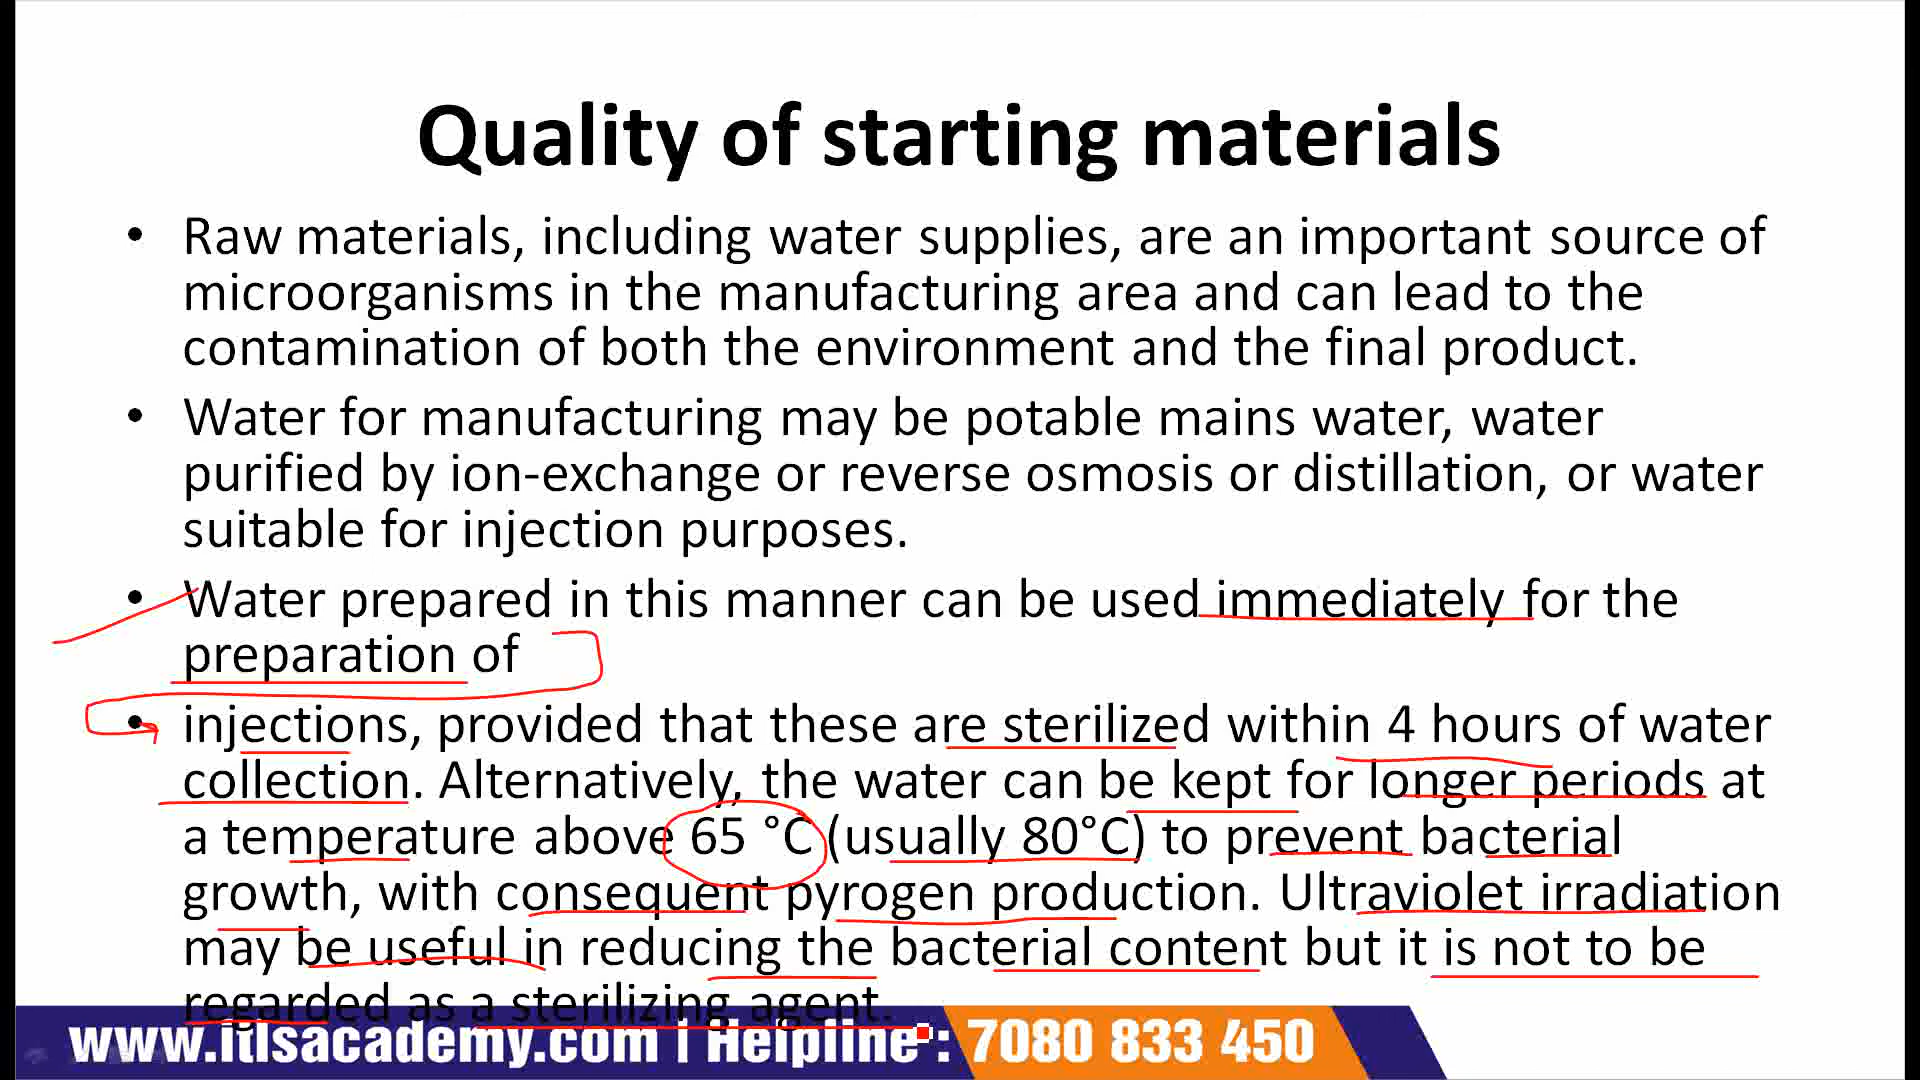 Quality of starting materials
• Raw materials, including water supplies, are an important source of
microorganisms in the manufacturing area and can lead to the
contamination of both the environment and the final product.
• Water for manufacturing may be potable mains water, water
purified by ion-exchange or reverse osmosis or distillation, or water
suitable for injection purposes.
• Water prepared in this manner can be used immediately for the
preparation of
• injections, provided that these are sterilized within 4 hours of water
collection. Alternatively, the water can be kept for longer periods at
a temperature above 65 °C (usually 80°C) to prevent bacterial
growth, with consequent pyrogen production. Ultraviolet irradiation
may be useful in reducing the bacterial content but it is not to be
regarded as a sterilizing agent.
www.itlsacademy.com | Helpline : 7080 833 450